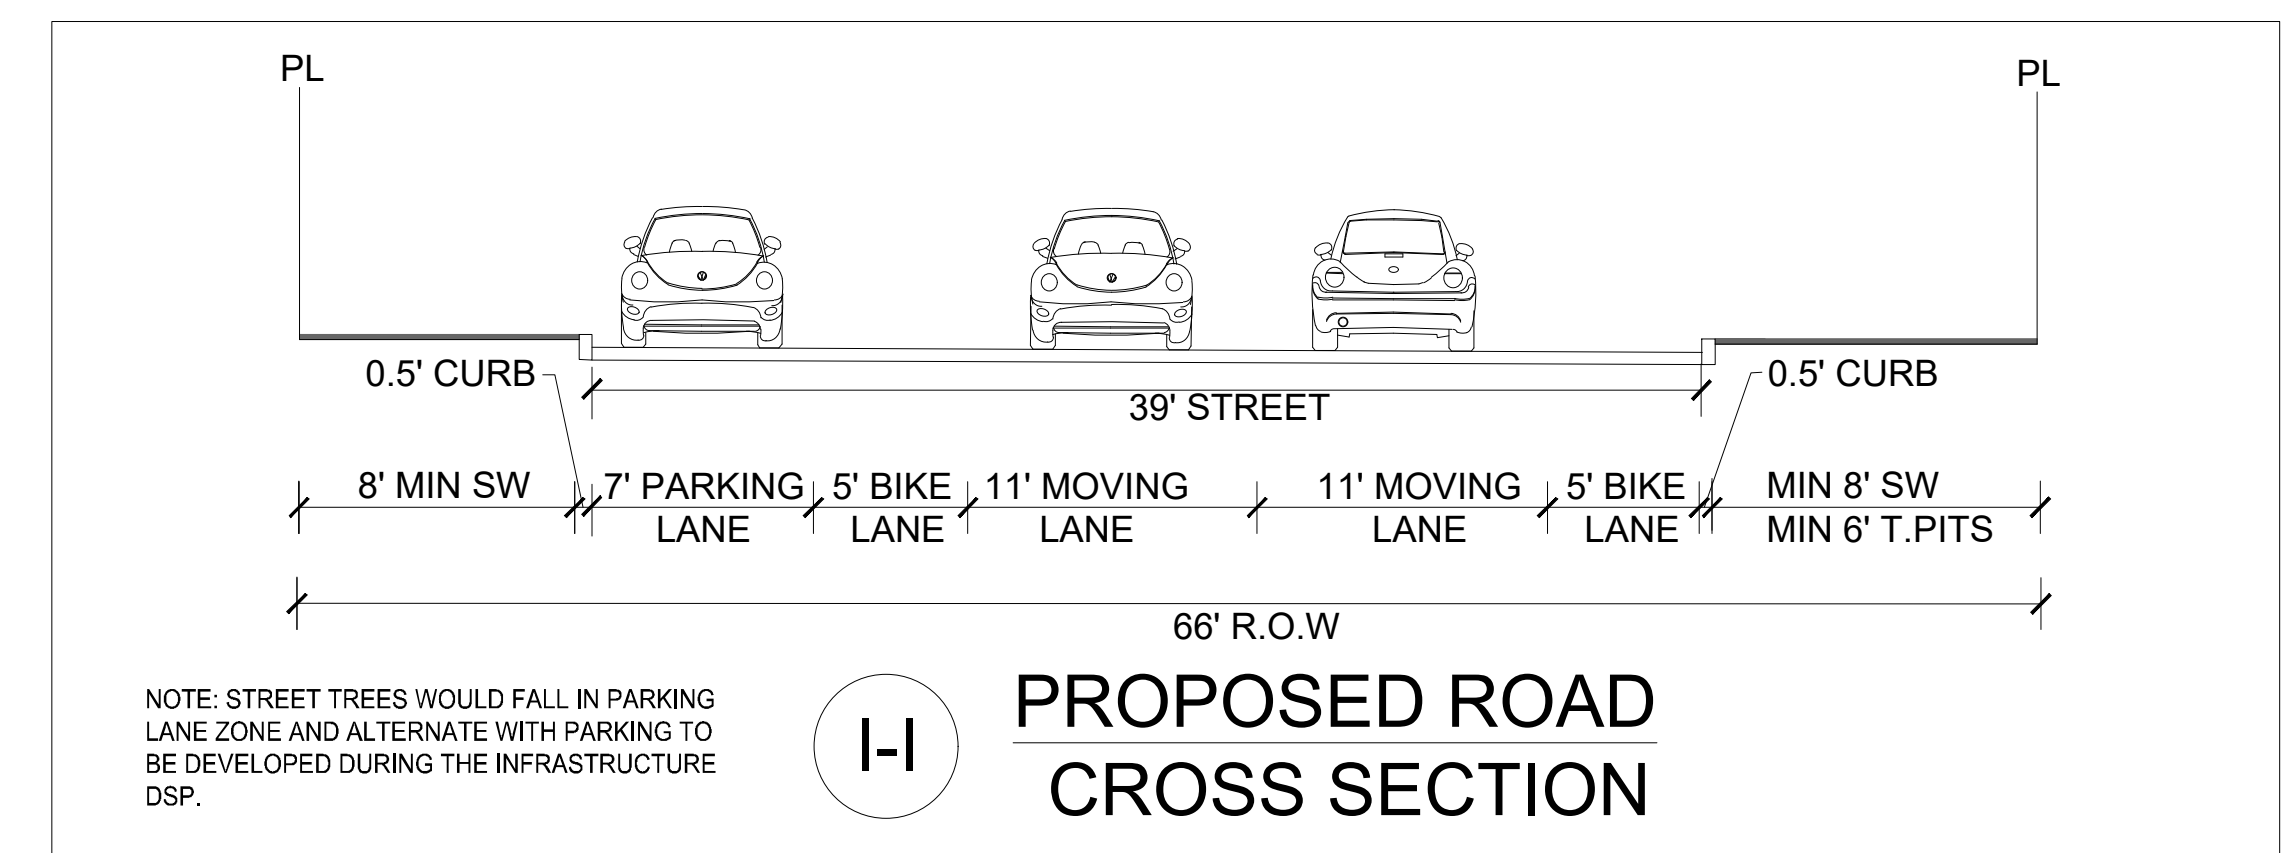 PL
PL
0.5' CURB
0.5' CURB
39' STREET
8' MIN SW
7' PARKING
LANE
5' BIKE
LANE
11' MOVING
LANE
11' MOVING
LANE
5' BIKE
LANE
MIN 8' SW
MIN 6' T.PITS
66' R.O.W
NOTE: STREET TREES WOULD FALL IN PARKING
LANE ZONE AND ALTERNATE WITH PARKING TO
BE DEVELOPED DURING THE INFRASTRUCTURE
DSP.
I-I
PROPOSED ROAD
CROSS SECTION